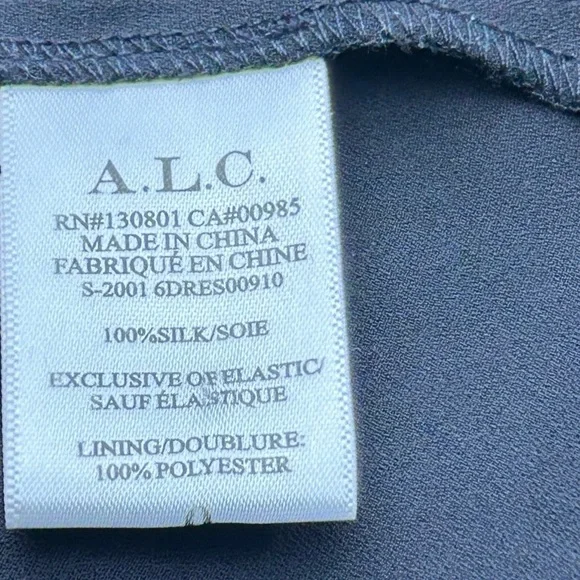 A.L.C.
RN#130801 CA#00985
MADE IN CHINA
FABRIQUÉ EN CHINE
S-2001 6DRES00910
100%SILK/SOIE
EXCLUSIVE OF ELASTIC/
SAUF ÉLASTIQUE
LINING/DOUBLURE:
100% POLYESTER